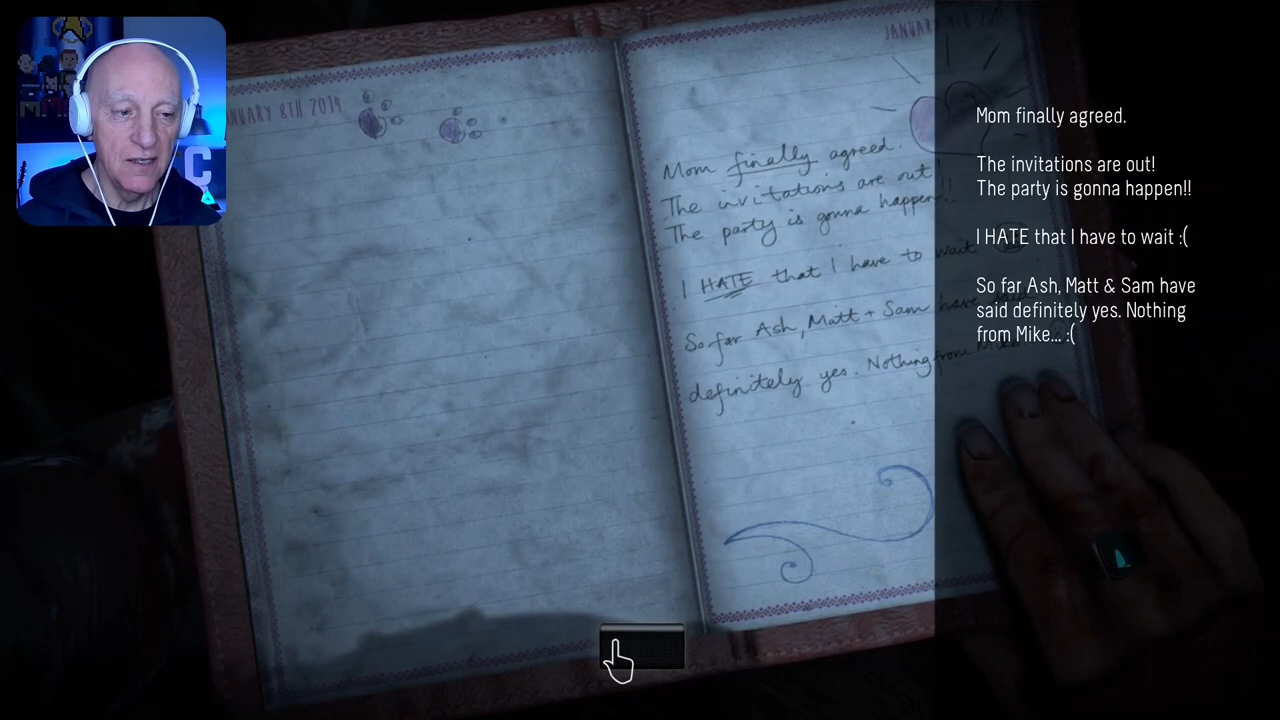 C
JANUARY 8TH 2014
JANUARY
Mom finally agreed.
The invitations are out!
The party is gonna happen!!
I HATE that I have to wait
So far Ash, Matt + Sam have said
definitely yes. Nothing from Mike
Mom finally agreed.
The invitations are out!
The party is gonna happen!!
I HATE that I have to wait :(
So far Ash, Matt & Sam have
said definitely yes. Nothing
from Mike... :(